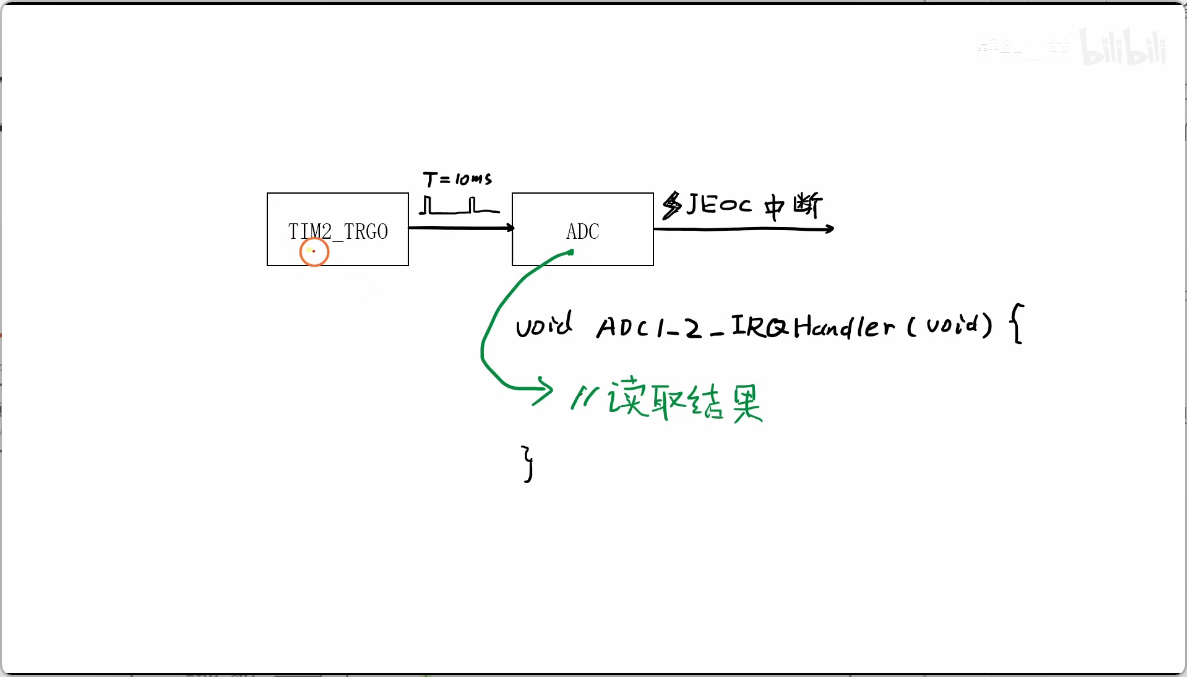 bilibili
T=10ms
TIM2_TRGO
ADC
JEOC 中断
void ADC1_2_IRQHandler(void){
//读取结果
}